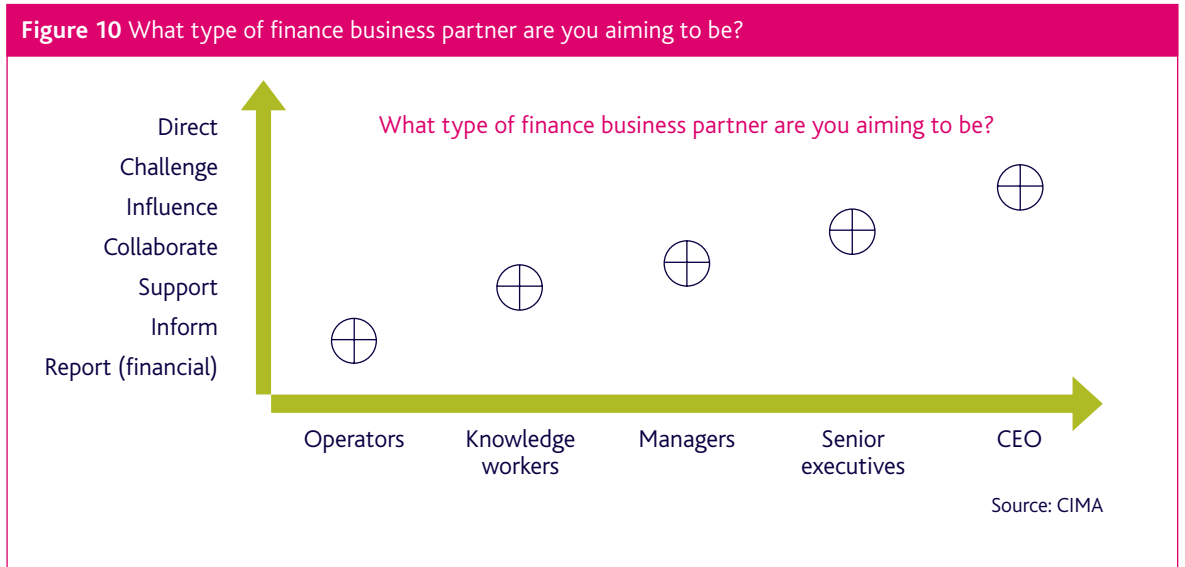 Figure 10 What type of finance business partner are you aiming to be?
What type of finance business partner are you aiming to be?
Direct
Challenge
Influence
Collaborate
Support
Inform
Report (financial)
Operators
Knowledge
workers
Managers
Senior
executives
CEO
Source: CIMA